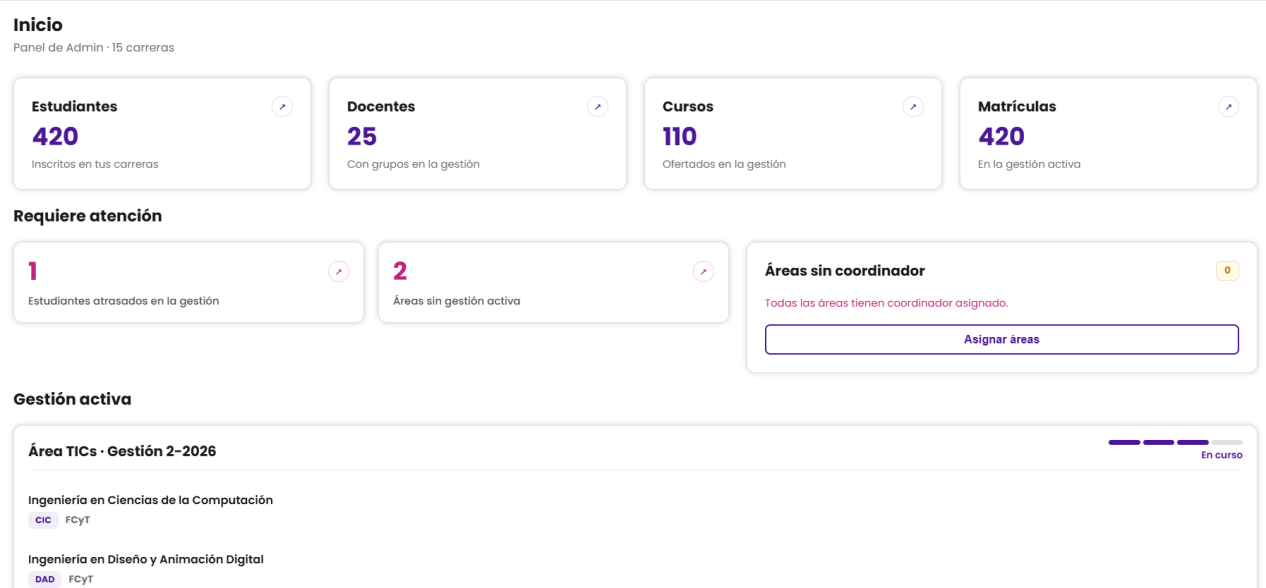 Inicio
Panel de Admin · 15 carreras
Estudiantes
420
Inscritos en tus carreras
Docentes
25
Con grupos en la gestión
Cursos
110
Ofertados en la gestión
Matrículas
420
En la gestión activa
Requiere atención
1
Estudiantes atrasados en la gestión
2
Áreas sin gestión activa
Áreas sin coordinador
0
Todas las áreas tienen coordinador asignado.
Asignar áreas
Gestión activa
Área TICs · Gestión 2-2026
En curso
Ingeniería en Ciencias de la Computación
CIC FCyT
Ingeniería en Diseño y Animación Digital
DAD FCyT